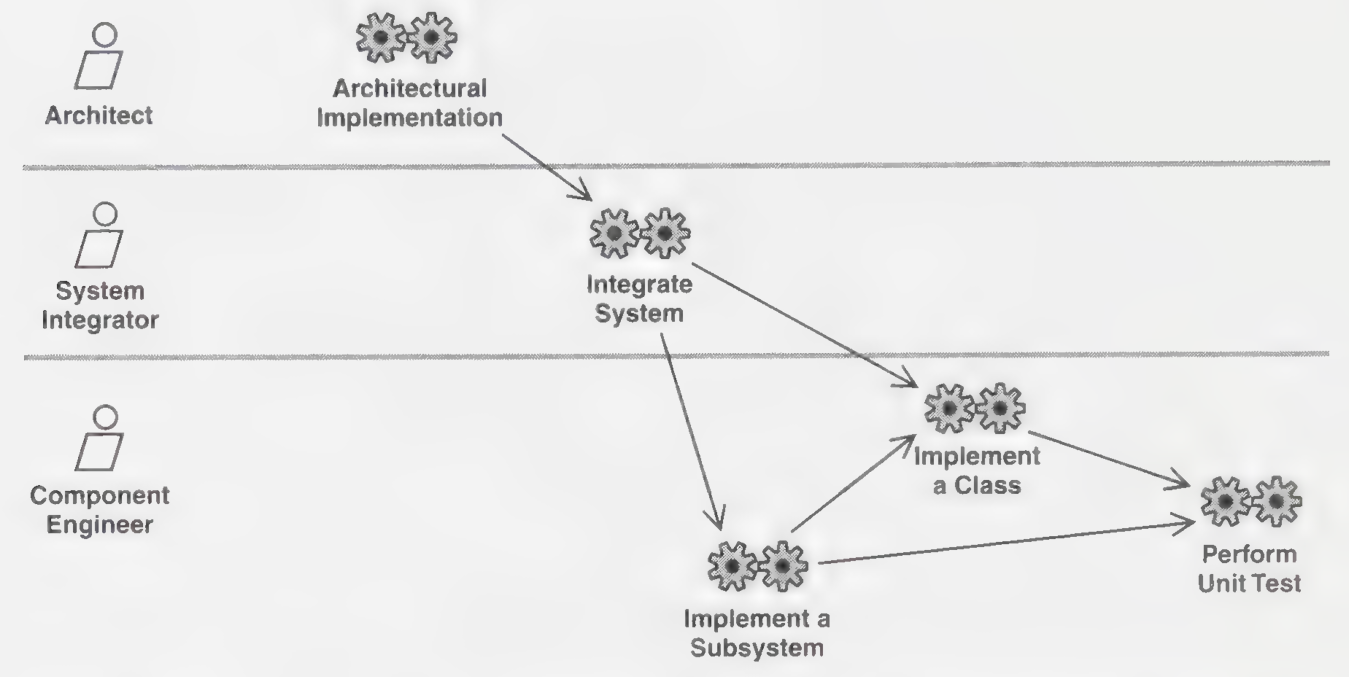 Architect
Architectural
Implementation
System
Integrator
Integrate
System
Component
Engineer
Implement
a Class
Perform
Unit Test
Implement a
Subsystem